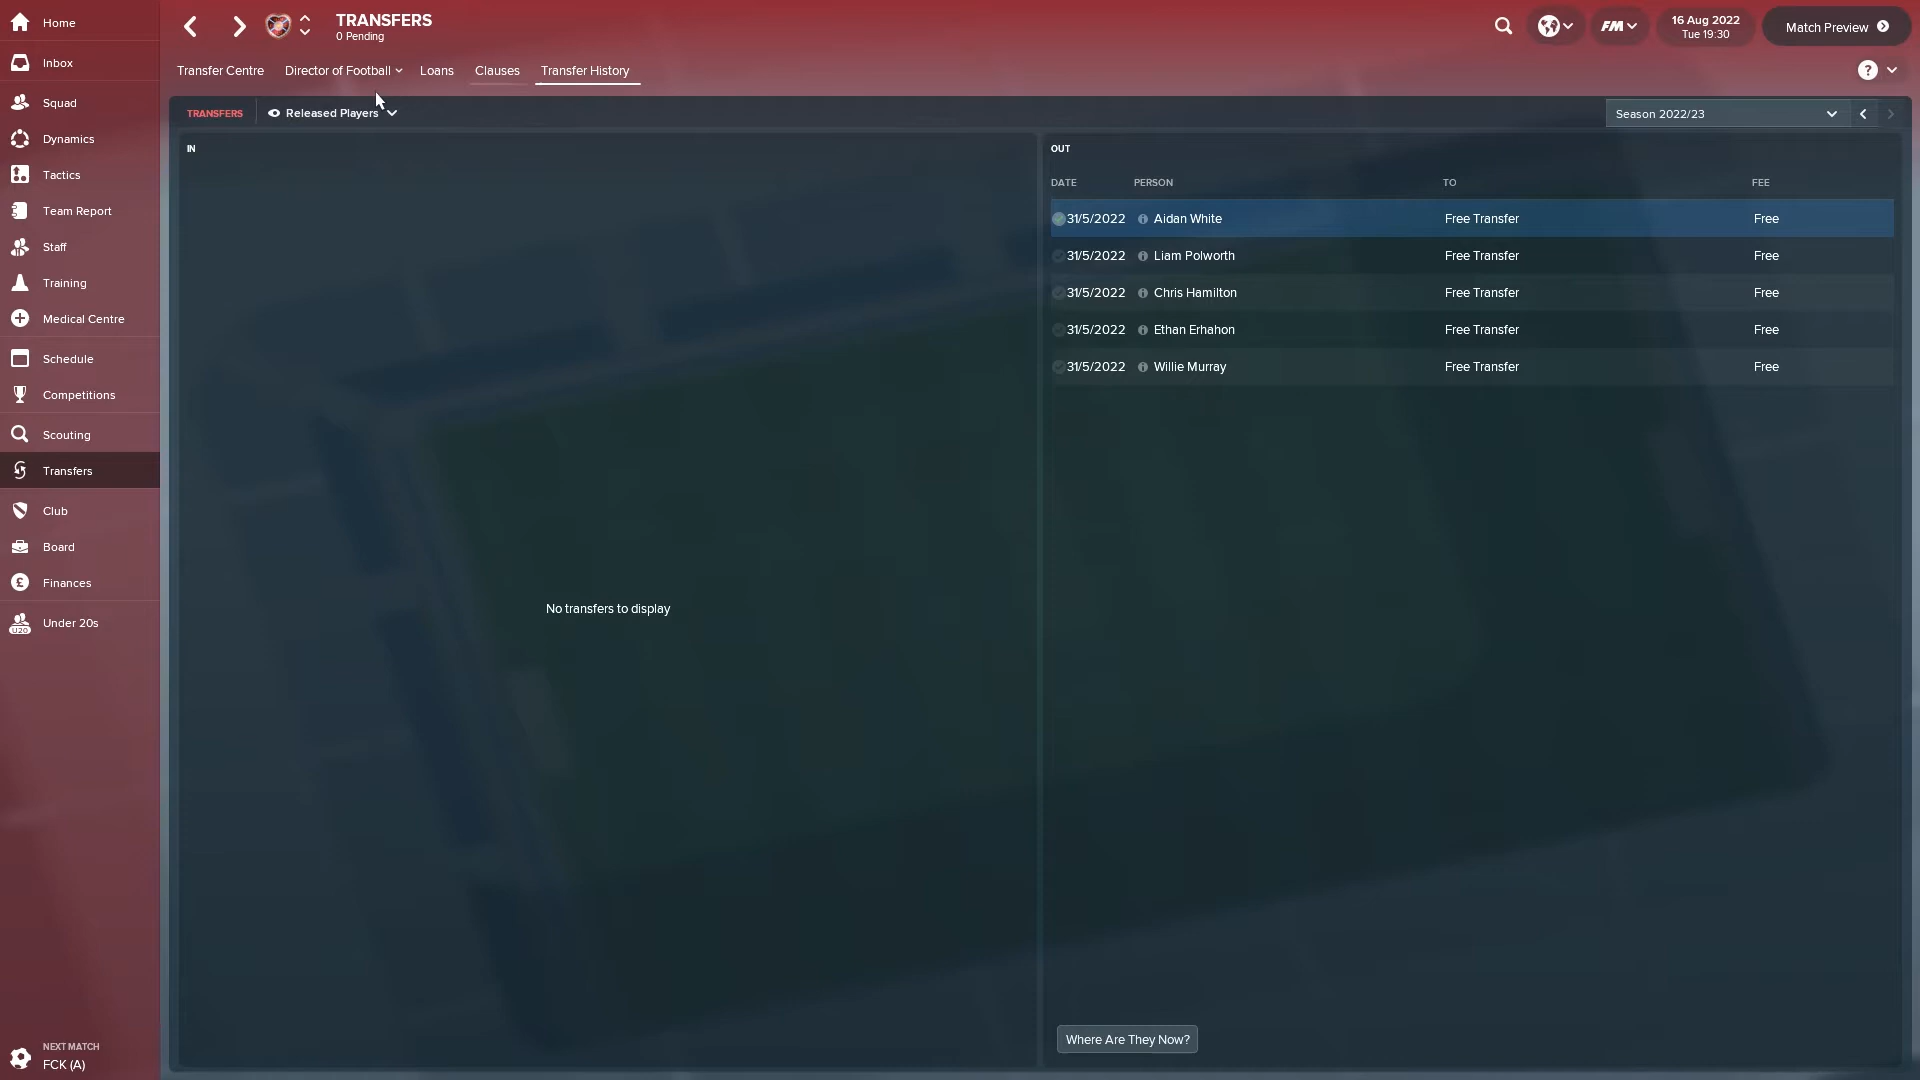 Home
Inbox
Squad
Dynamics
Tactics
Team Report
Staff
Training
Medical Centre
Schedule
Competitions
Scouting
Transfers
Club
Board
Finances
U20
Under 20s
NEXT MATCH
FCK (A)
TRANSFERS
0 Pending
FM
16 Aug 2022
Tue 19:30
Match Preview
Transfer Centre Director of Football Loans Clauses Transfer History
?
TRANSFERS Released Players
Season 2022/23
IN
No transfers to display
OUT
DATE PERSON TO FEE
31/5/2022 Aidan White Free Transfer Free
31/5/2022 Liam Polworth Free Transfer Free
31/5/2022 Chris Hamilton Free Transfer Free
31/5/2022 Ethan Erhahon Free Transfer Free
31/5/2022 Willie Murray Free Transfer Free
Where Are They Now?